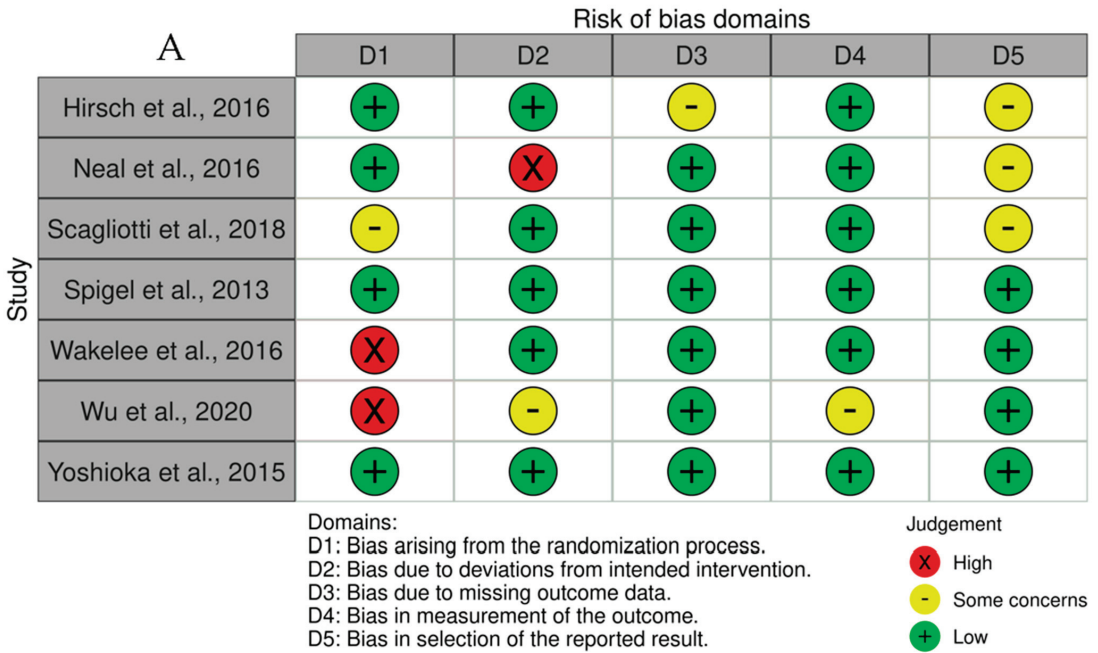 Risk of bias domains
A
D1 D2 D3 D4 D5
Study
Hirsch et al., 2016 + + - + -
Neal et al., 2016 + X + + -
Scagliotti et al., 2018 - + + + -
Spigel et al., 2013 + + + + +
Wakelee et al., 2016 X + + + +
Wu et al., 2020 X - + - +
Yoshioka et al., 2015 + + + + +
Domains:
D1: Bias arising from the randomization process.
D2: Bias due to deviations from intended intervention.
D3: Bias due to missing outcome data.
D4: Bias in measurement of the outcome.
D5: Bias in selection of the reported result.
Judgement
X High
- Some concerns
+ Low